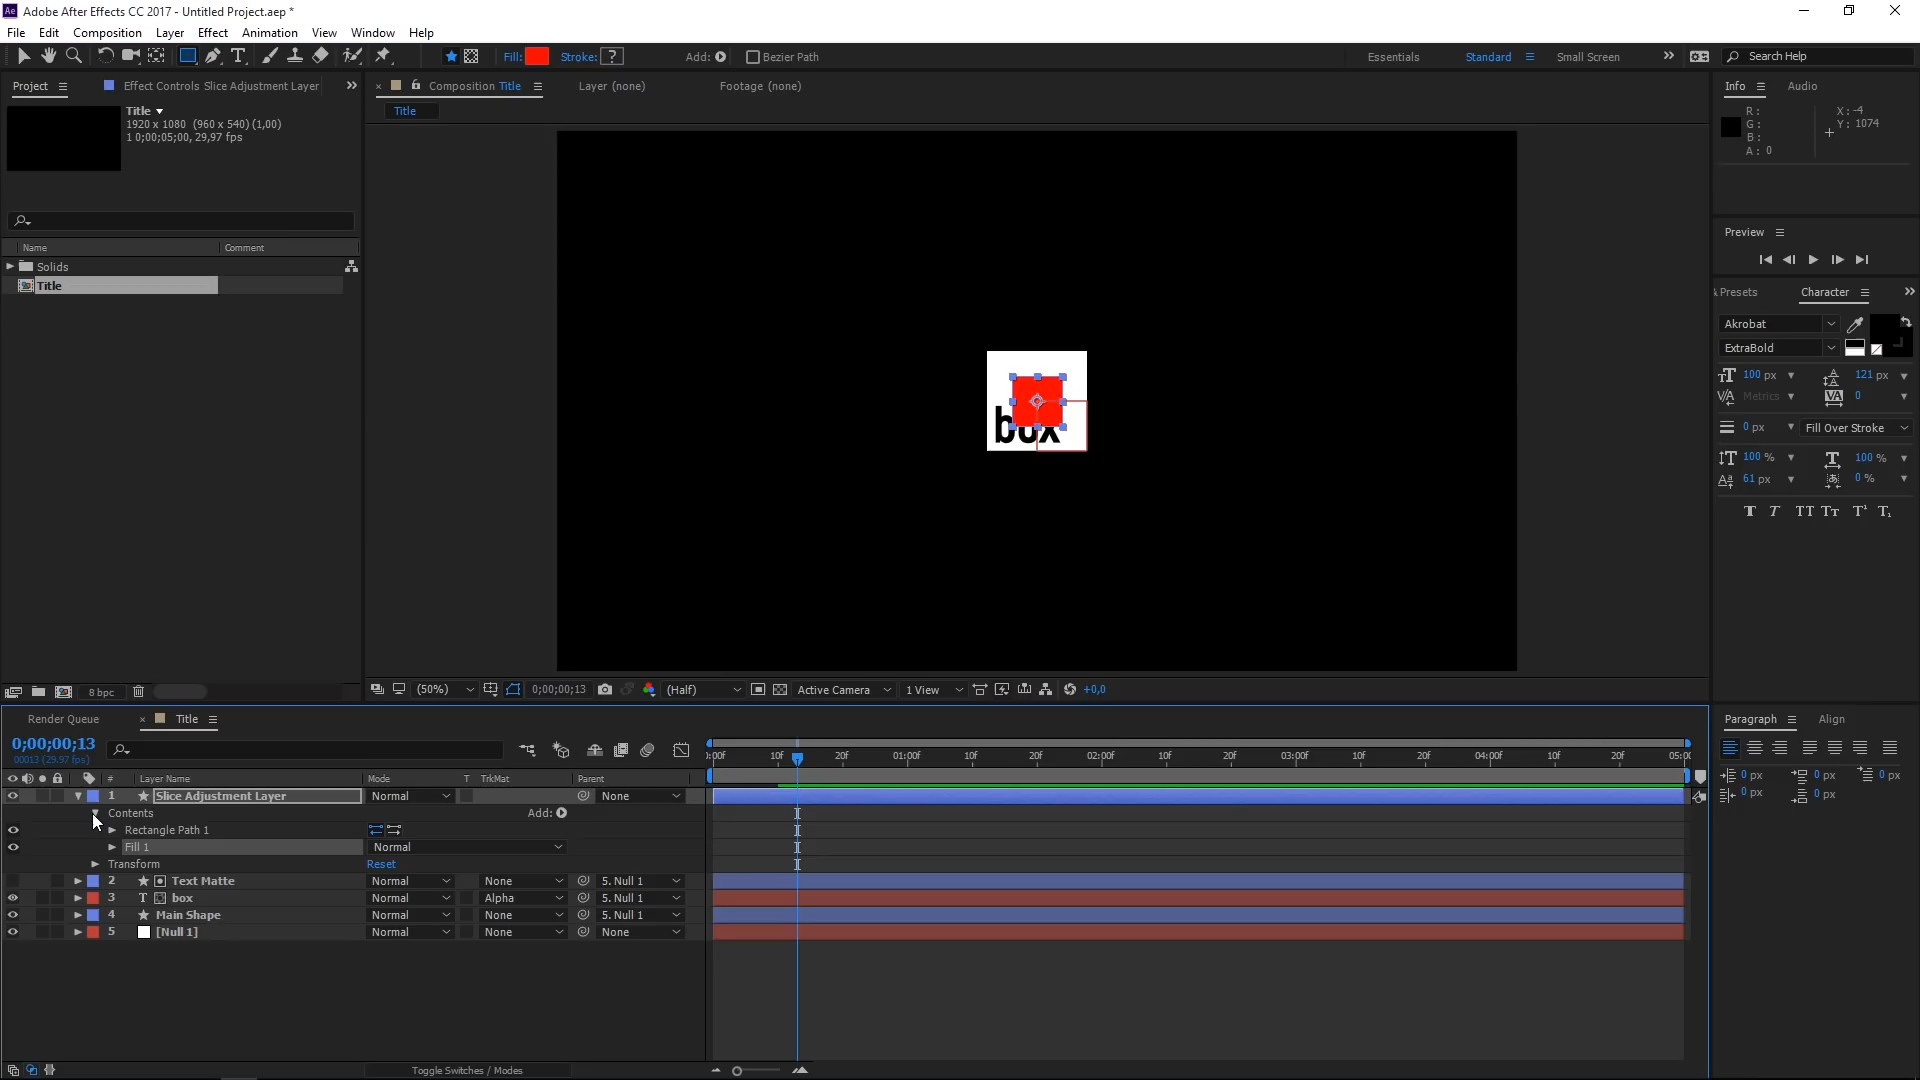 Adobe After Effects CC 2017 - Untitled Project.aep *
File Edit Composition Layer Effect Animation View Window Help
Fill: Stroke: ? Add: Bezier Path Essentials Standard Small Screen Search Help
Project Effect Controls Slice Adjustment Layer
Composition Title Layer (none) Footage (none)
Info Audio
Title
Title
1920 x 1080 (960 x 540) (1,00)
1 0;00;05;00, 29,97 fps
R:
G:
B:
A: 0
X: -4
Y: 1074
Name Comment
Solids
Title
box
Preview
& Presets Character
Akrobat
ExtraBold
100 px 121 px
Metrics 0
0 px Fill Over Stroke
100 % 100 %
61 px 0 %
T T TT Tr T¹ T₁
8 bpc
(50%) 0;00;00;13 (Half) Active Camera 1 View +0,0
Render Queue Title
Paragraph Align
0;00;00;13
00013 (29.97 fps)
0:00f 10f 20f 01:00f 10f 20f 02:00f 10f 20f 03:00f 10f 20f 04:00f 10f 20f 05:00
# Layer Name Mode T TrkMat Parent
1 Slice Adjustment Layer Normal None
Contents Add:
Rectangle Path 1
Fill 1 Normal
Transform Reset
2 Text Matte Normal None 5. Null 1
3 T box Normal Alpha 5. Null 1
4 Main Shape Normal None 5. Null 1
5 [Null 1] Normal None None
0 px 0 px 0 px
0 px 0 px
Toggle Switches / Modes